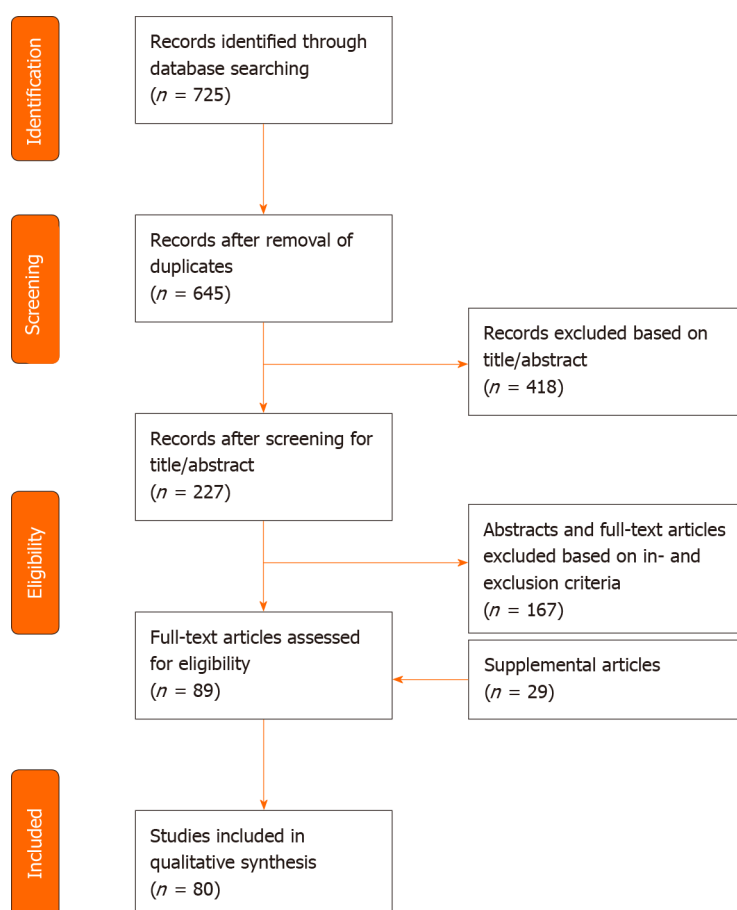 Identification
Records identified through
database searching
(n = 725)
Screening
Records after removal of
duplicates
(n = 645)
Records excluded based on
title/abstract
(n = 418)
Records after screening for
title/abstract
(n = 227)
Eligibility
Abstracts and full-text articles
excluded based on in- and
exclusion criteria
(n = 167)
Full-text articles assessed
for eligibility
(n = 89)
Supplemental articles
(n = 29)
Included
Studies included in
qualitative synthesis
(n = 80)